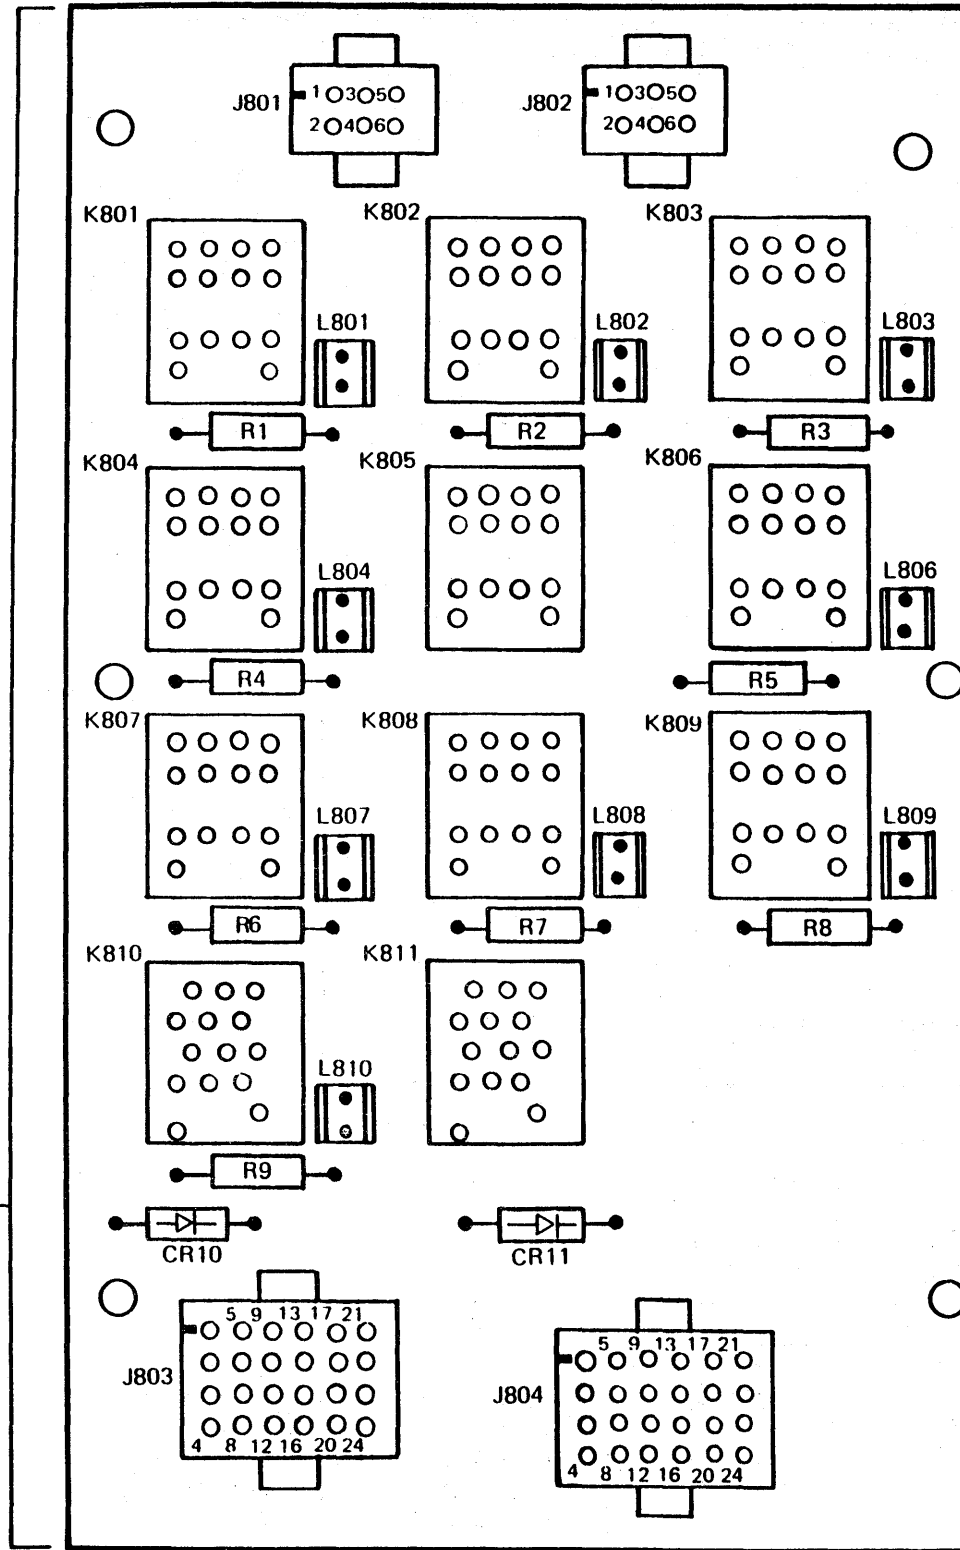 J801
1 3 5
2 4 6
J802
1 3 5
2 4 6
K801
K802
K803
L801
L802
L803
R1
R2
R3
K804
K805
K806
L804
L806
R4
R5
K807
K808
K809
L807
L808
L809
R6
R7
R8
K810
K811
L810
R9
CR10
CR11
J803
5 9 13 17 21
4 8 12 16 20 24
J804
5 9 13 17 21
4 8 12 16 20 24